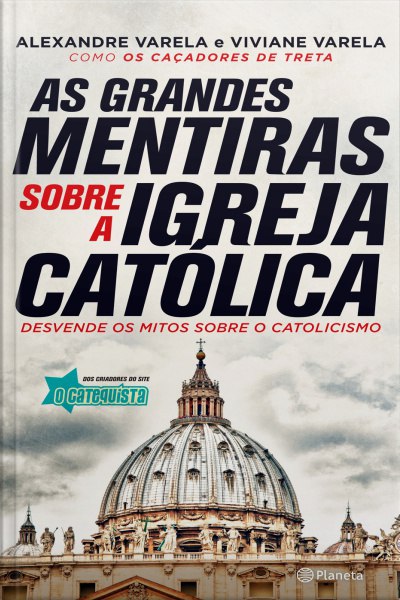 ALEXANDRE VARELA e VIVIANE VARELA
COMO OS CAÇADORES DE TRETA
AS GRANDES
MENTIRAS
SOBRE A
IGREJA
CATÓLICA
DESVENDE OS MITOS SOBRE O CATOLICISMO
DOS CRIADORES DO SITE
O CATEQUISTA
Planeta